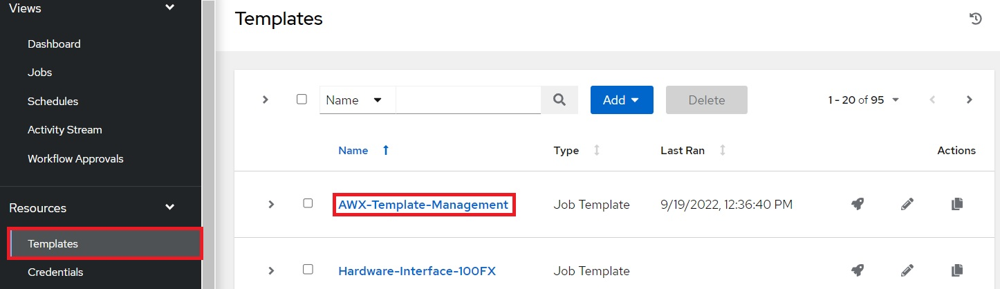 Views
Dashboard
Jobs
Schedules
Activity Stream
Workflow Approvals
Resources
Templates
Credentials
Templates
Name Add Delete 1 - 20 of 95
Name Type Last Ran Actions
AWX-Template-Management Job Template 9/19/2022, 12:36:40 PM
Hardware-Interface-100FX Job Template